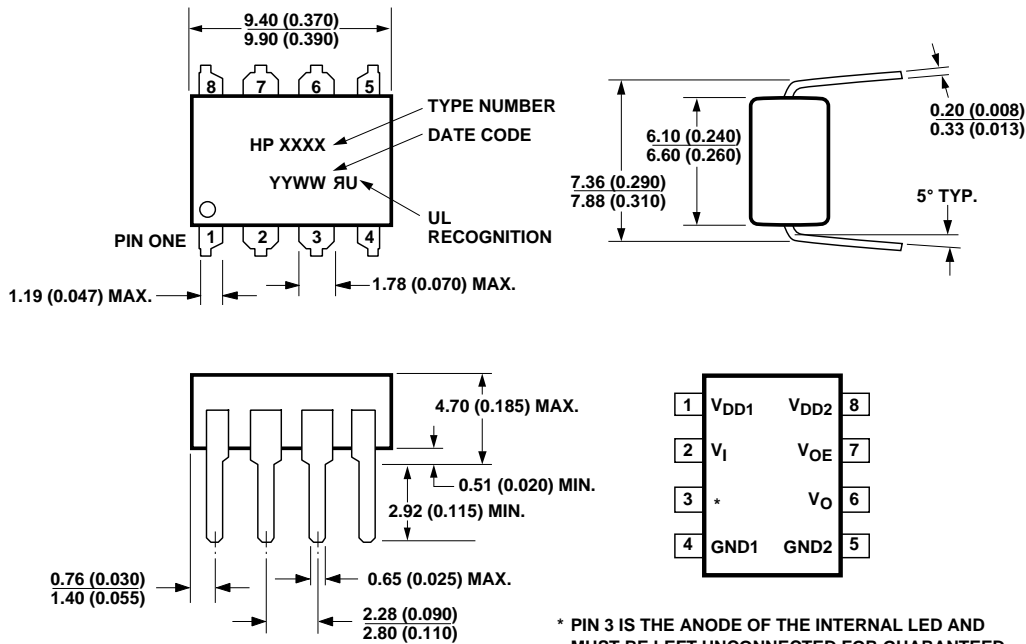 9.40 (0.370)
9.90 (0.390)
8 7 6 5
TYPE NUMBER
HP XXXX
DATE CODE
YYWW ЯU
UL
RECOGNITION
PIN ONE
1 2 3 4
1.19 (0.047) MAX.
1.78 (0.070) MAX.
6.10 (0.240)
6.60 (0.260)
7.36 (0.290)
7.88 (0.310)
0.20 (0.008)
0.33 (0.013)
5° TYP.
4.70 (0.185) MAX.
0.51 (0.020) MIN.
2.92 (0.115) MIN.
0.76 (0.030)
1.40 (0.055)
0.65 (0.025) MAX.
2.28 (0.090)
2.80 (0.110)
1 VDD1 VDD2 8
2 VI VOE 7
3 * VO 6
4 GND1 GND2 5
* PIN 3 IS THE ANODE OF THE INTERNAL LED AND
MUST BE LEFT UNCONNECTED FOR GUARANTEED